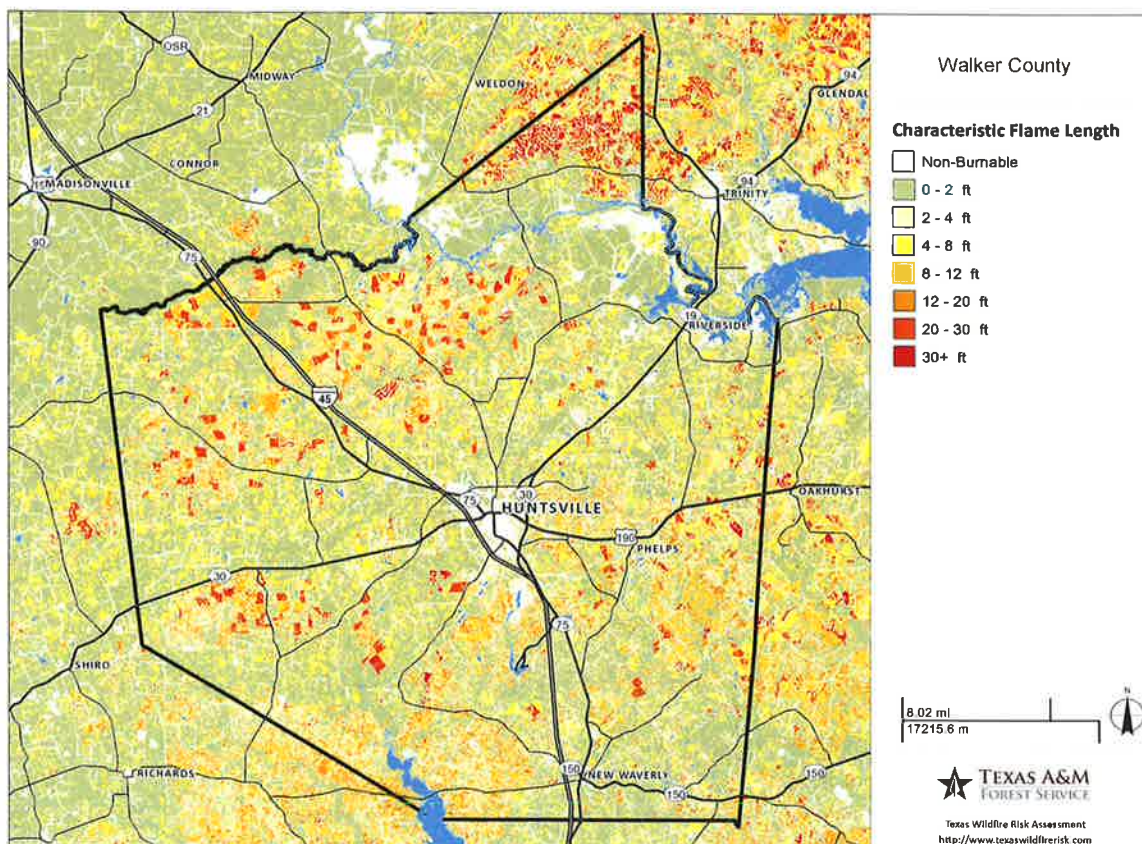 OSR
MIDWAY
WELDON
94
GLENDAL
21
CONNOR
MADISONVILLE
94
TRINITY
90
75
19
RIVERSIDE
45
75
30
HUNTSVILLE
OAKHURST
190
PHELPS
30
75
SHIRO
RICHARDS
150
NEW WAVERLY
150
150
Walker County
Characteristic Flame Length
Non-Burnable
0 - 2 ft
2 - 4 ft
4 - 8 ft
8 - 12 ft
12 - 20 ft
20 - 30 ft
30+ ft
N
8.02 mi
17215.6 m
TEXAS A&M
FOREST SERVICE
Texas Wildfire Risk Assessment
http://www.texaswildfirerisk.com